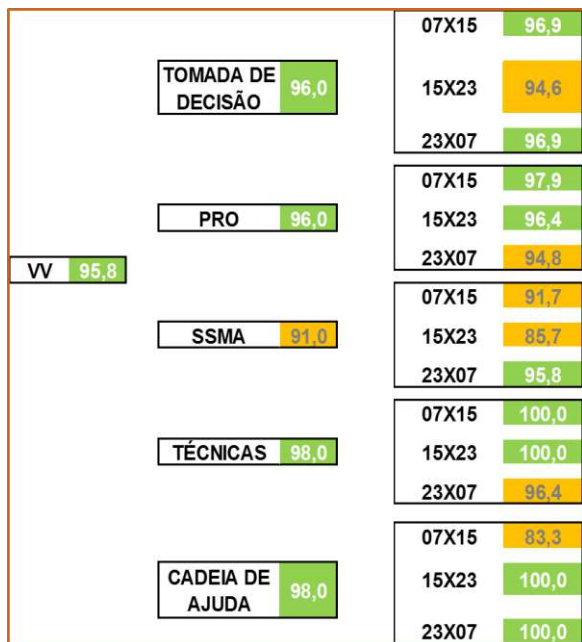 07X15 96,9
TOMADA DE DECISÃO 96,0
15X23 94,6
23X07 96,9
07X15 97,9
PRO 96,0
15X23 96,4
23X07 94,8
VV 95,8
07X15 91,7
SSMA 91,0
15X23 85,7
23X07 95,8
07X15 100,0
TÉCNICAS 98,0
15X23 100,0
23X07 96,4
07X15 83,3
CADEIA DE AJUDA 98,0
15X23 100,0
23X07 100,0